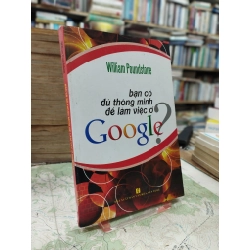 William Poundstone
bạn có
đủ thông minh
để làm việc ở
Google?